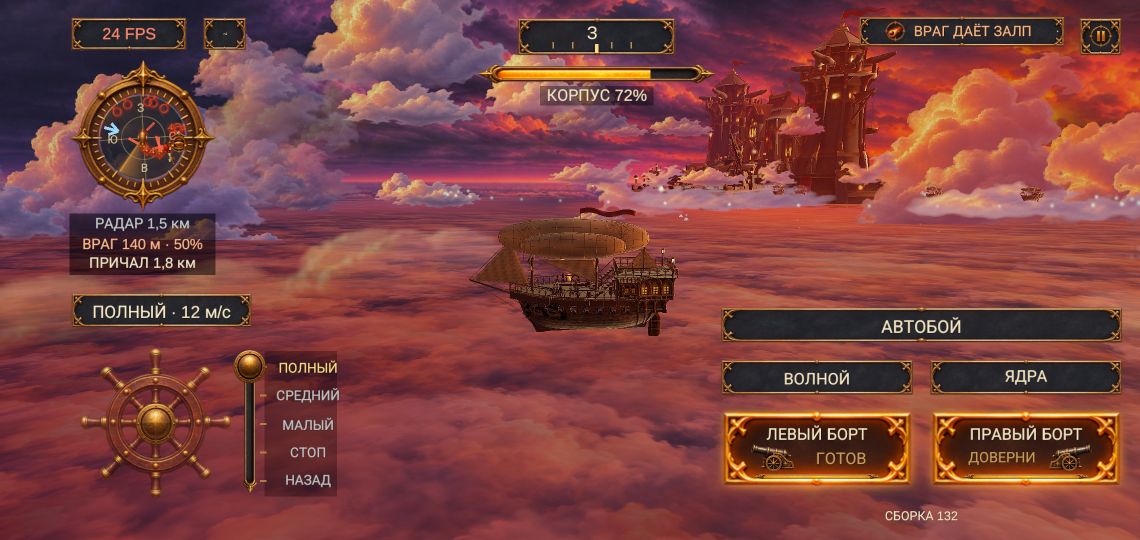 24 FPS
3
ВРАГ ДАЁТ ЗАЛП
КОРПУС 72%
З
Ю
В
РАДАР 1,5 км
ВРАГ 140 м · 50%
ПРИЧАЛ 1,8 км
ПОЛНЫЙ · 12 м/с
ПОЛНЫЙ
СРЕДНИЙ
МАЛЫЙ
СТОП
НАЗАД
АВТОБОЙ
ВОЛНОЙ
ЯДРА
ЛЕВЫЙ БОРТ
ГОТОВ
ПРАВЫЙ БОРТ
ДОВЕРНИ
СБОРКА 132